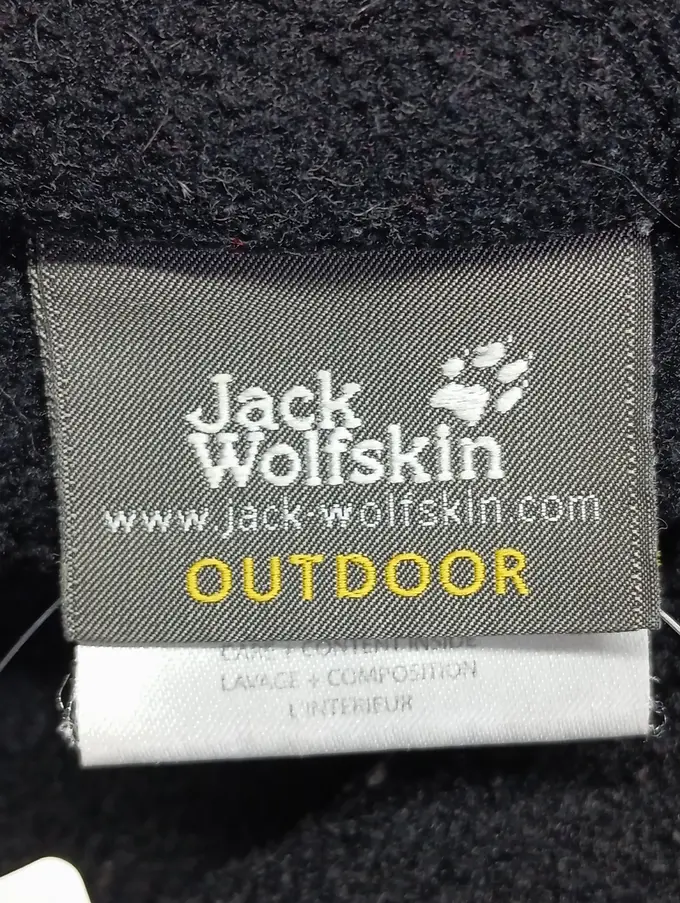 Jack
Wolfskin
www.jack-wolfskin.com
OUTDOOR
CARE + CONTENT INSIDE
LAVAGE + COMPOSITION
L'INTERIEUR